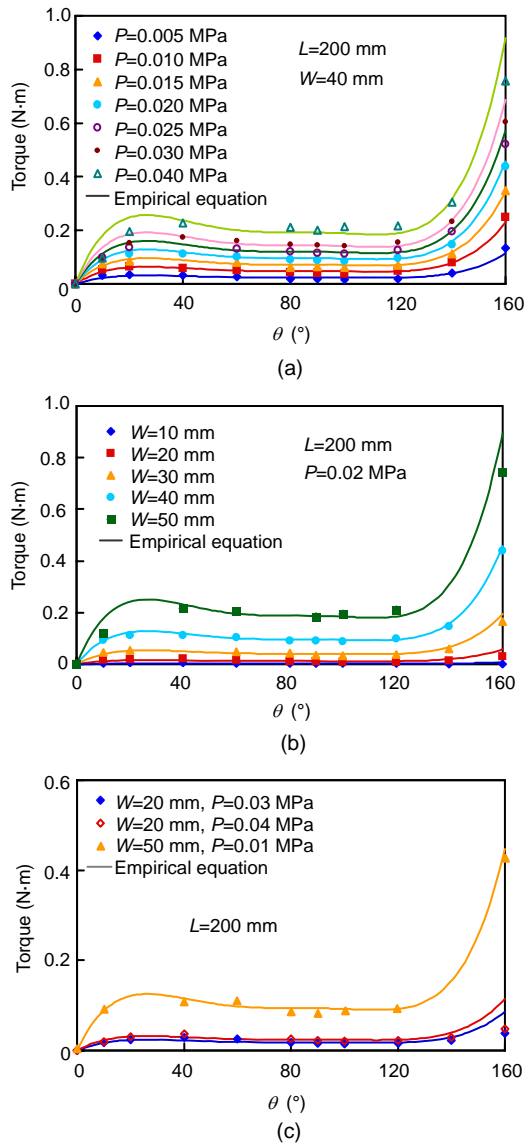 1.0
0.8
0.6
0.4
0.2
0.0
Torque (N·m)
P=0.005 MPa
P=0.010 MPa
P=0.015 MPa
P=0.020 MPa
P=0.025 MPa
P=0.030 MPa
P=0.040 MPa
Empirical equation
L=200 mm
W=40 mm
0 40 80 120 160
θ (°)
(a)
1.0
0.8
0.6
0.4
0.2
0.0
Torque (N·m)
W=10 mm
W=20 mm
W=30 mm
W=40 mm
W=50 mm
Empirical equation
L=200 mm
P=0.02 MPa
0 40 80 120 160
θ (°)
(b)
0.6
0.4
0.2
0
Torque (N·m)
W=20 mm, P=0.03 MPa
W=20 mm, P=0.04 MPa
W=50 mm, P=0.01 MPa
Empirical equation
L=200 mm
0 40 80 120 160
θ (°)
(c)